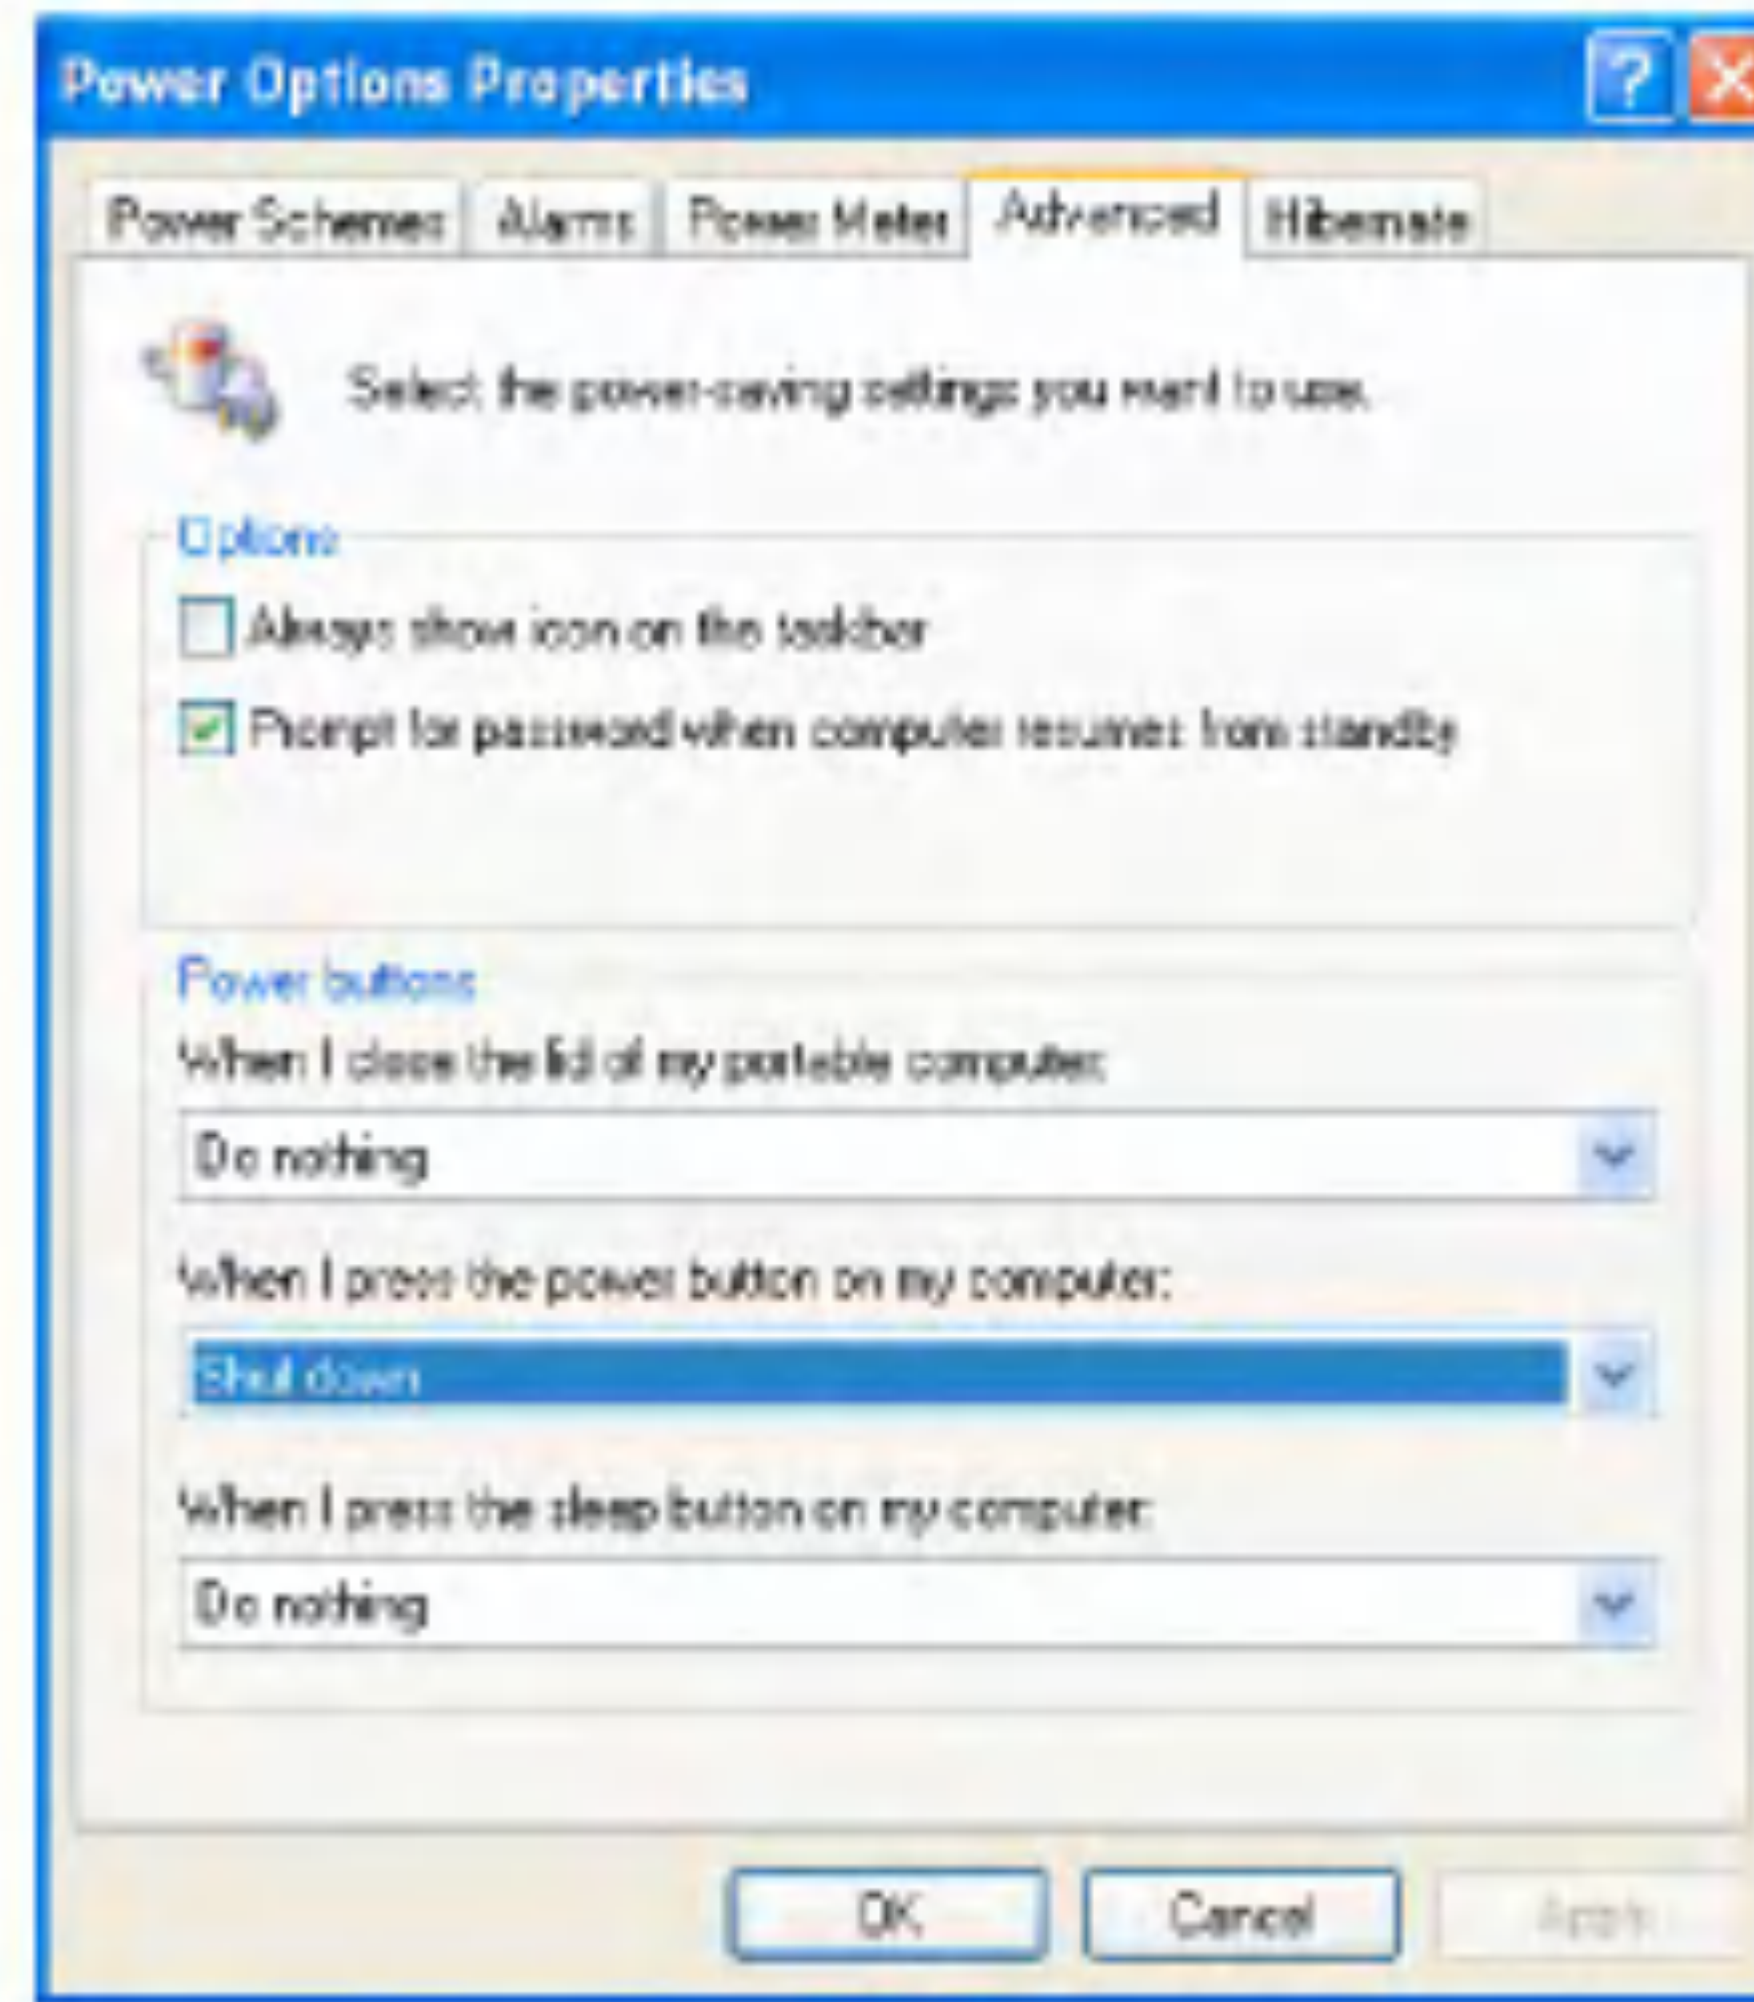 Power Options Properties
Power Schemes Alarms Power Meter Advanced Hibernate
Select the power-saving settings you want to use.
Options
Always show icon on the taskbar
Prompt for password when computer resumes from standby
Power buttons
When I close the lid of my portable computer:
Do nothing
When I press the power button on my computer:
Shut down
When I press the sleep button on my computer:
Do nothing
OK Cancel Apply